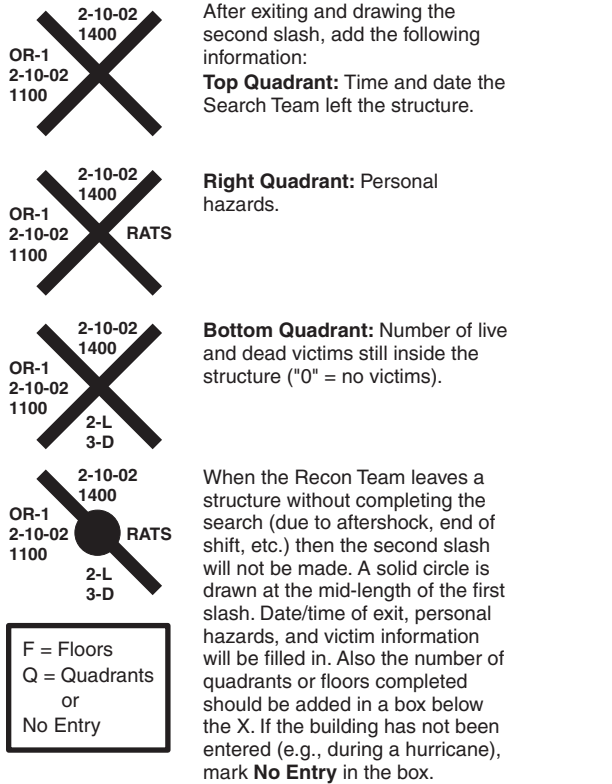 2-10-02
1400
OR-1
2-10-02
1100
After exiting and drawing the
second slash, add the following
information:
Top Quadrant: Time and date the
Search Team left the structure.
2-10-02
1400
OR-1
2-10-02
1100
RATS
Right Quadrant: Personal
hazards.
2-10-02
1400
OR-1
2-10-02
1100
2-L
3-D
Bottom Quadrant: Number of live
and dead victims still inside the
structure ("0" = no victims).
2-10-02
1400
OR-1
2-10-02
1100
RATS
2-L
3-D
F = Floors
Q = Quadrants
or
No Entry
When the Recon Team leaves a
structure without completing the
search (due to aftershock, end of
shift, etc.) then the second slash
will not be made. A solid circle is
drawn at the mid-length of the first
slash. Date/time of exit, personal
hazards, and victim information
will be filled in. Also the number of
quadrants or floors completed
should be added in a box below
the X. If the building has not been
entered (e.g., during a hurricane),
mark No Entry in the box.